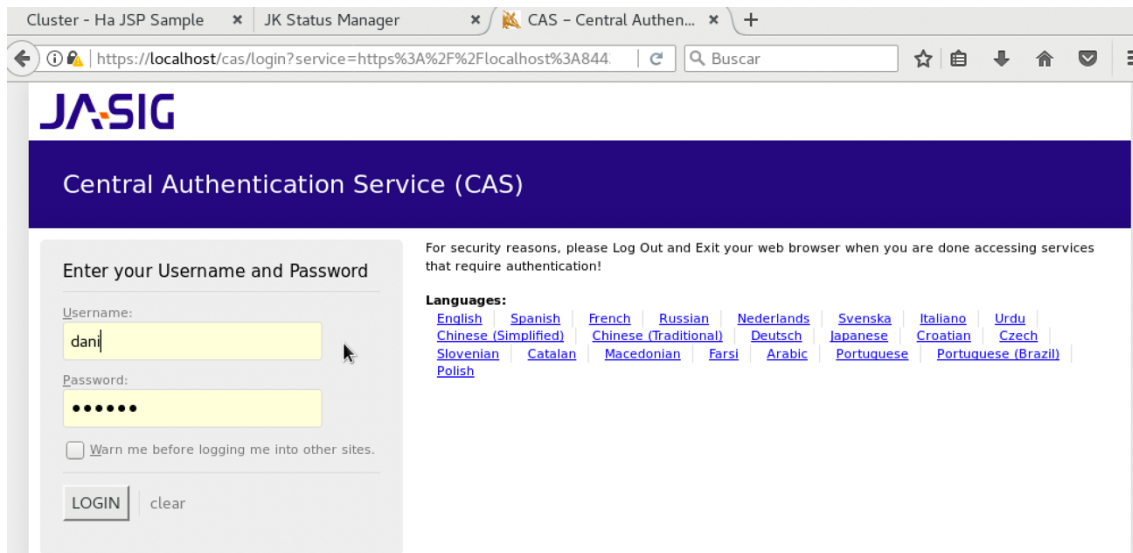 Cluster - Ha JSP Sample × JK Status Manager × CAS – Central Authen... × +
https://localhost/cas/login?service=https%3A%2F%2Flocalhost%3A844 Buscar
JA-SIG
Central Authentication Service (CAS)
Enter your Username and Password
Username:
dani
Password:
••••••
Warn me before logging me into other sites.
LOGIN clear
For security reasons, please Log Out and Exit your web browser when you are done accessing services
that require authentication!
Languages:
English Spanish French Russian Nederlands Svenska Italiano Urdu
Chinese (Simplified) Chinese (Traditional) Deutsch Japanese Croatian Czech
Slovenian Catalan Macedonian Farsi Arabic Portuguese Portuguese (Brazil)
Polish